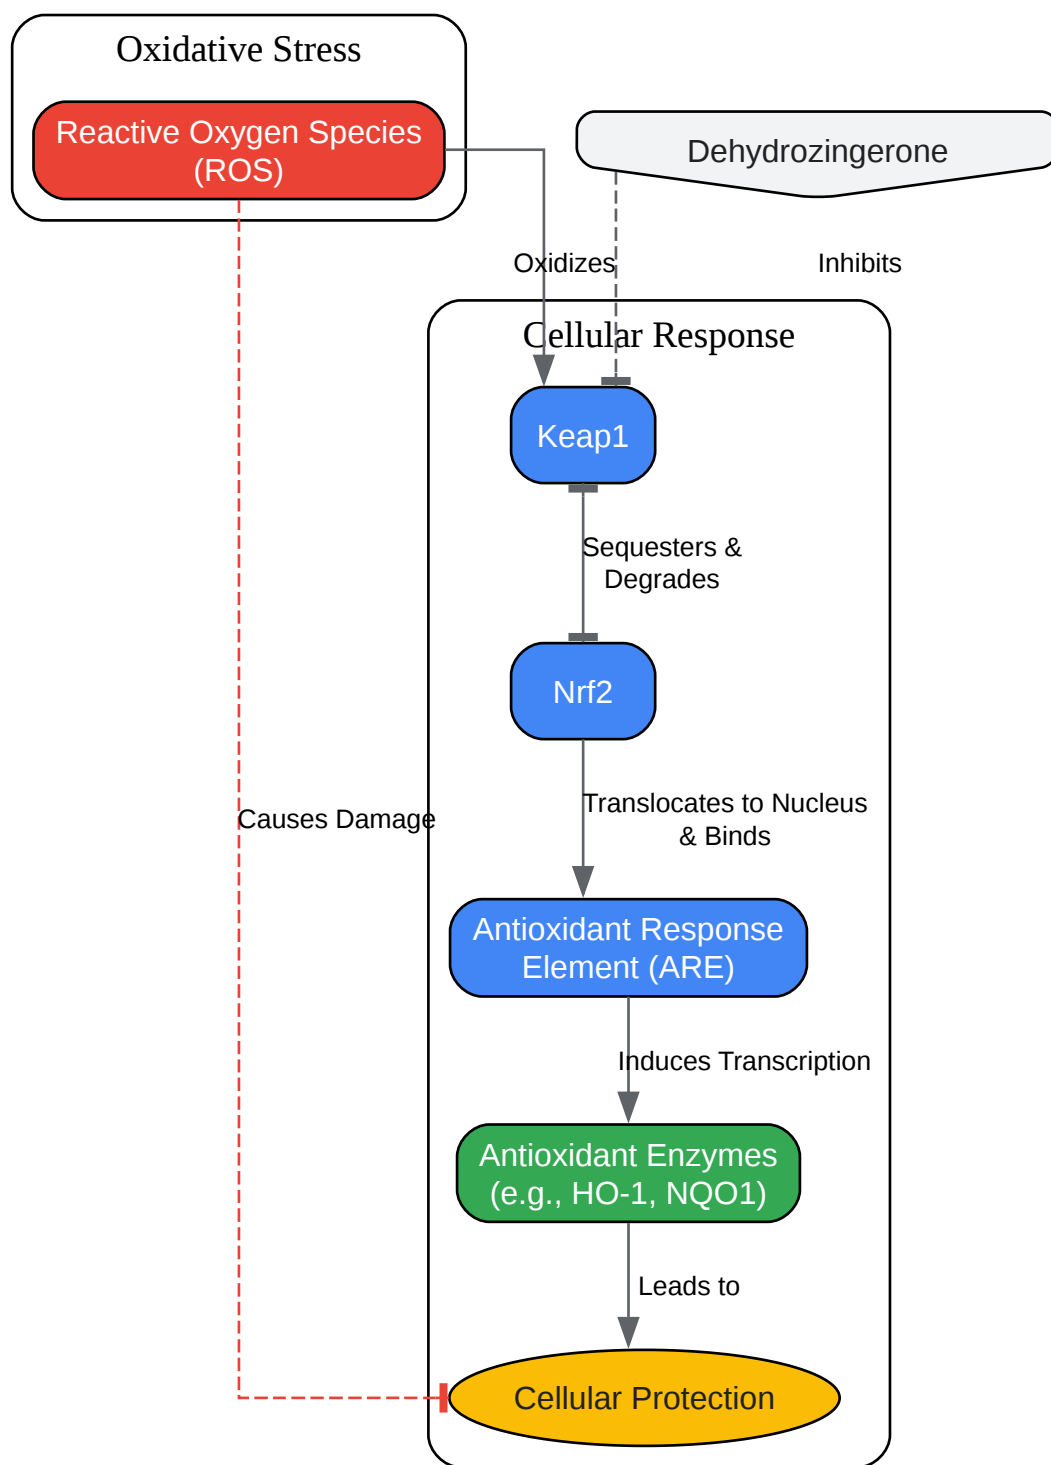 Oxidative Stress
Reactive Oxygen Species
(ROS)
Dehydrozingerone
Oxidizes
Inhibits
Cellular Response
Keap1
Sequesters &
Degrades
Nrf2
Translocates to Nucleus
& Binds
Causes Damage
Antioxidant Response
Element (ARE)
Induces Transcription
Antioxidant Enzymes
(e.g., HO-1, NQO1)
Leads to
Cellular Protection